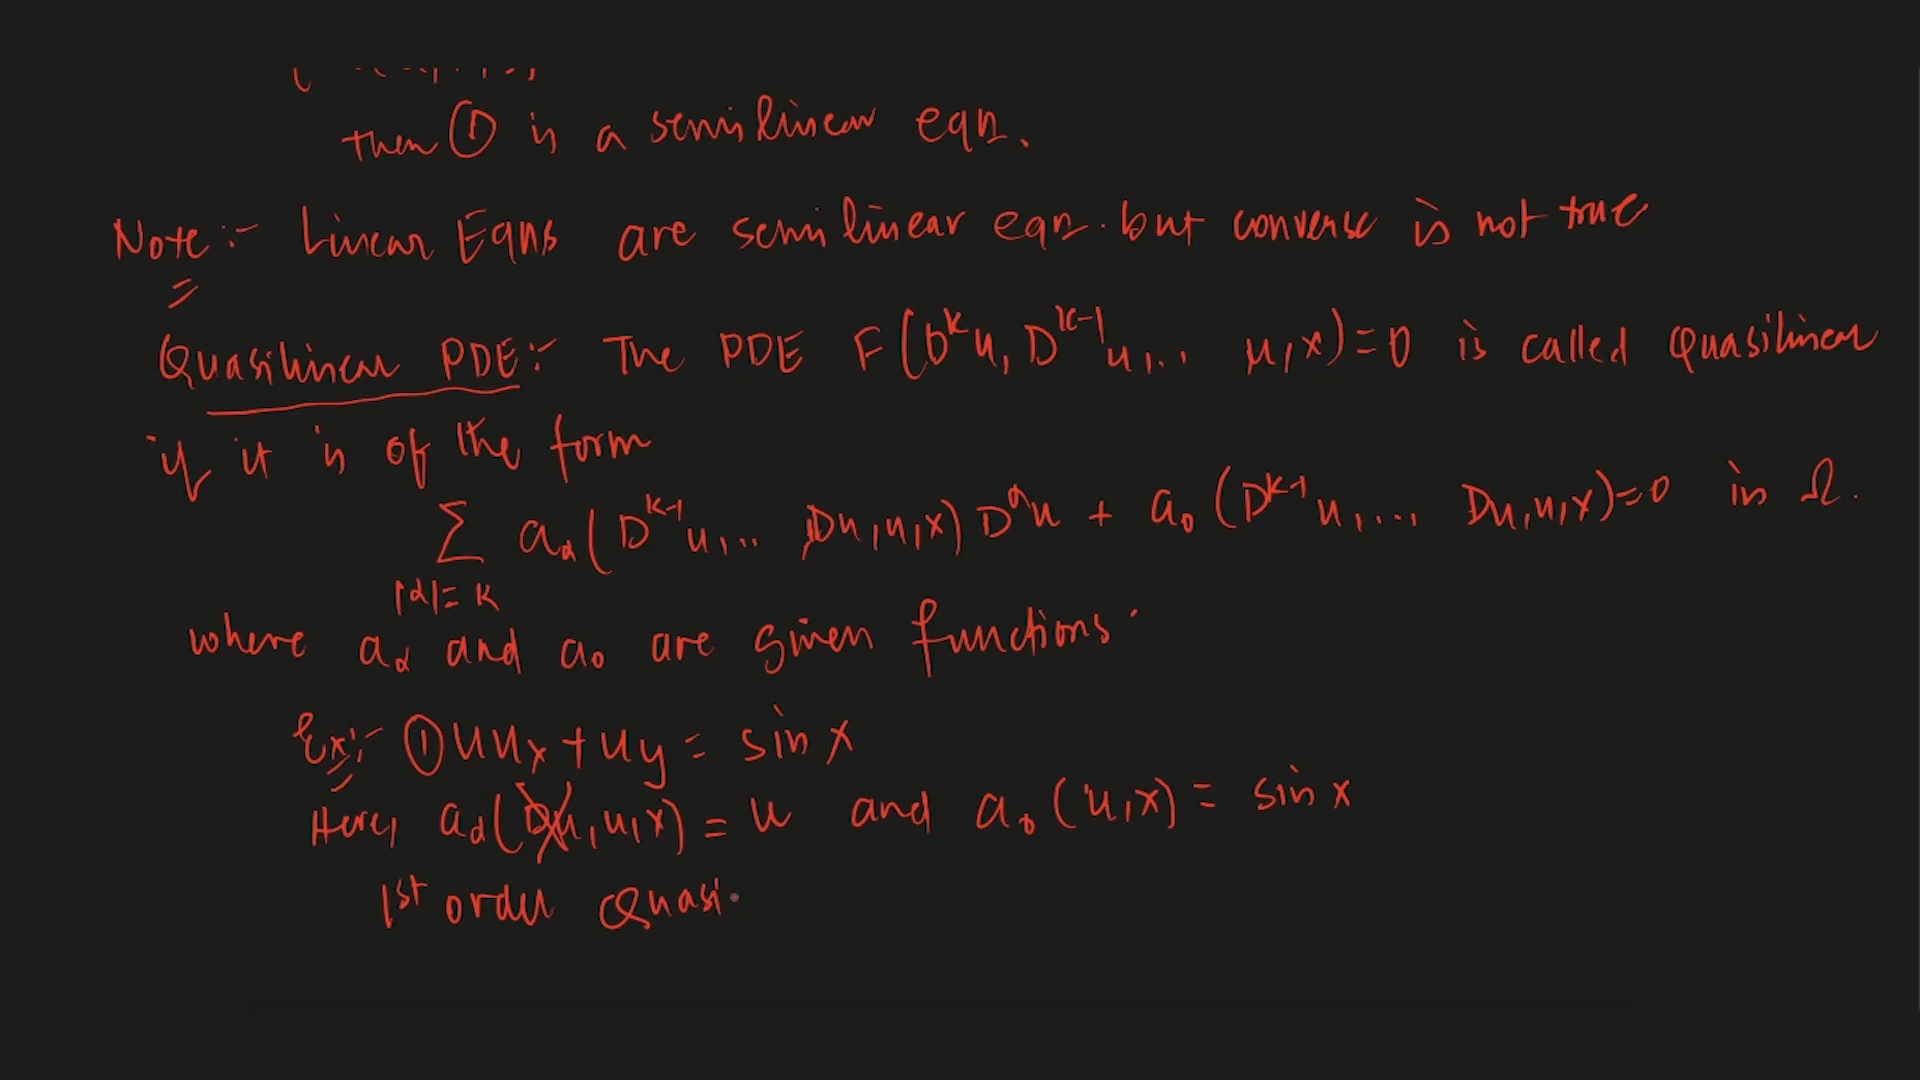 then ① is a semilinear eqn.
Note:- Linear Eqns are semilinear eqn. but converse is not true
Quasilinear PDE:- The PDE F(D^k u, D^{k-1} u, .. u, x) = 0 is called Quasilinear
if it is of the form
∑_{|α|=k} a_α(D^{k-1} u, ... Du, u, x) D^α u + a_0(D^{k-1} u, ... Du, u, x) = 0 in Ω.
where a_α and a_0 are given functions.
Ex:- ① u u_x + u_y = sin x
Here, a_α(Du, u, x) = u and a_0(u, x) = sin x
1st order Quasi